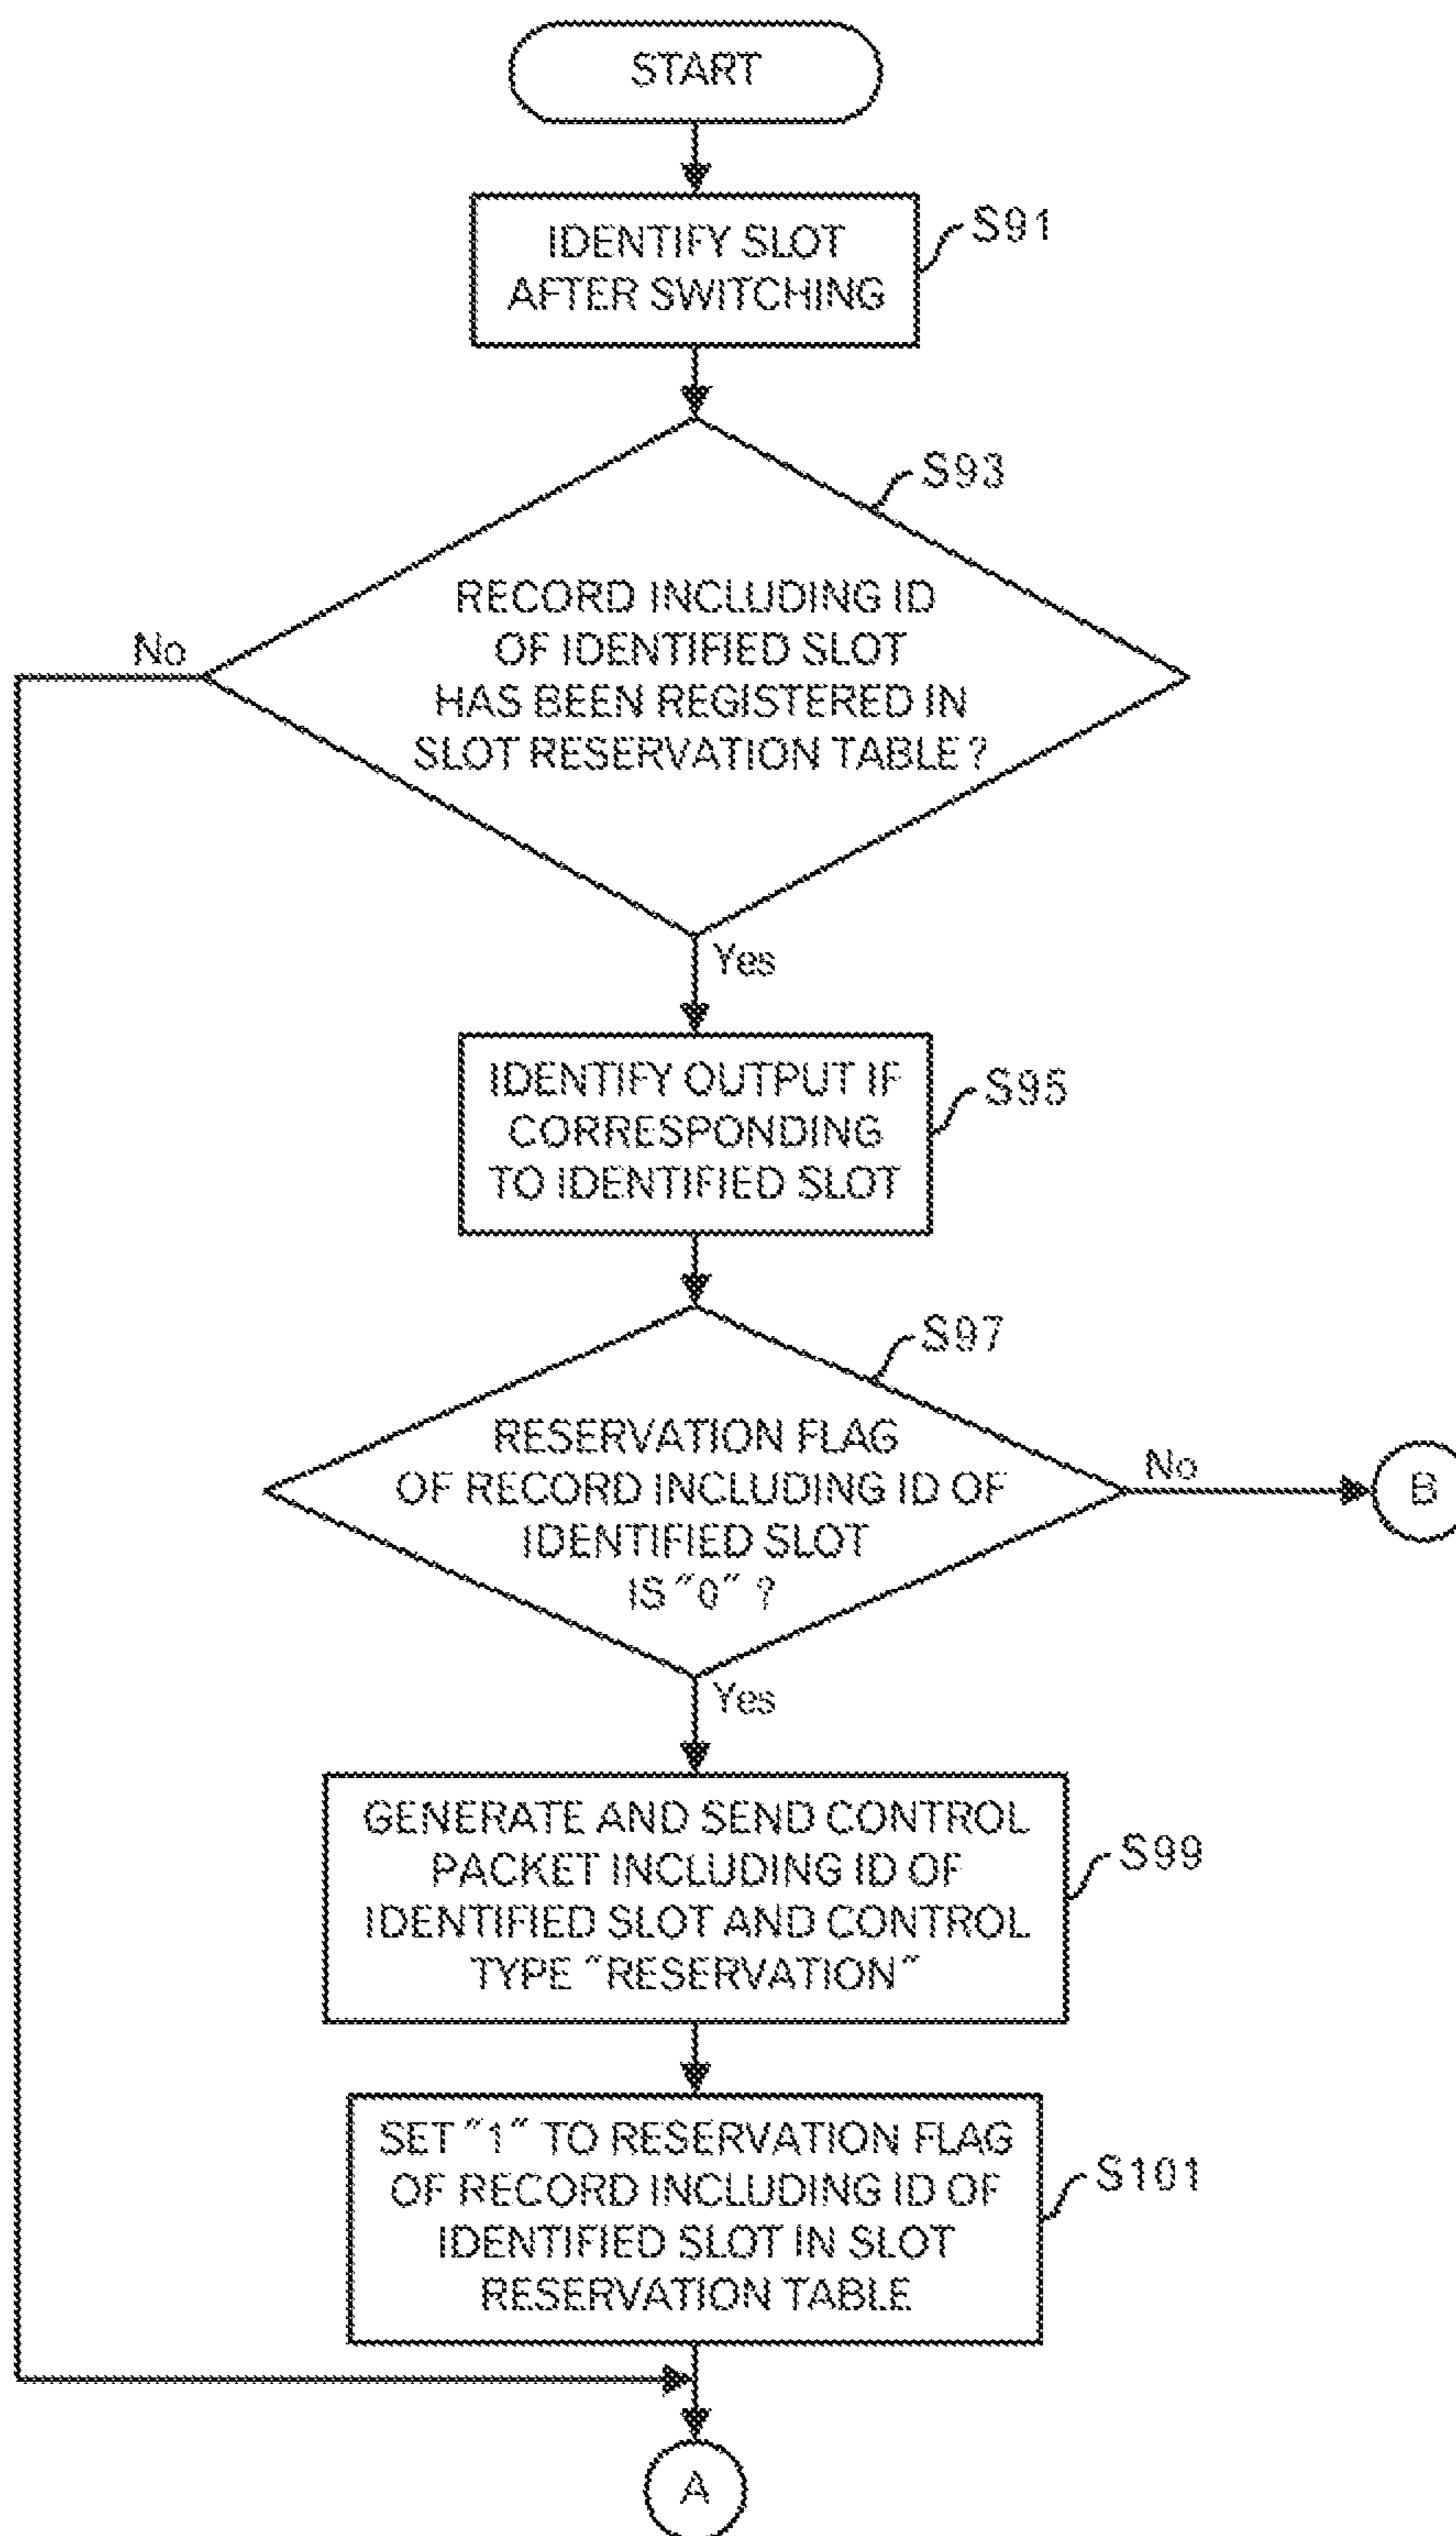 START
IDENTIFY SLOT
AFTER SWITCHING
S91
S93
RECORD INCLUDING ID
OF IDENTIFIED SLOT
HAS BEEN REGISTERED IN
SLOT RESERVATION TABLE?
No
Yes
IDENTIFY OUTPUT IF
CORRESPONDING
TO IDENTIFIED SLOT
S95
S97
RESERVATION FLAG
OF RECORD INCLUDING ID OF
IDENTIFIED SLOT
IS "0" ?
No
B
Yes
GENERATE AND SEND CONTROL
PACKET INCLUDING ID OF
IDENTIFIED SLOT AND CONTROL
TYPE "RESERVATION"
S99
SET "1" TO RESERVATION FLAG
OF RECORD INCLUDING ID OF
IDENTIFIED SLOT IN SLOT
RESERVATION TABLE
S101
A